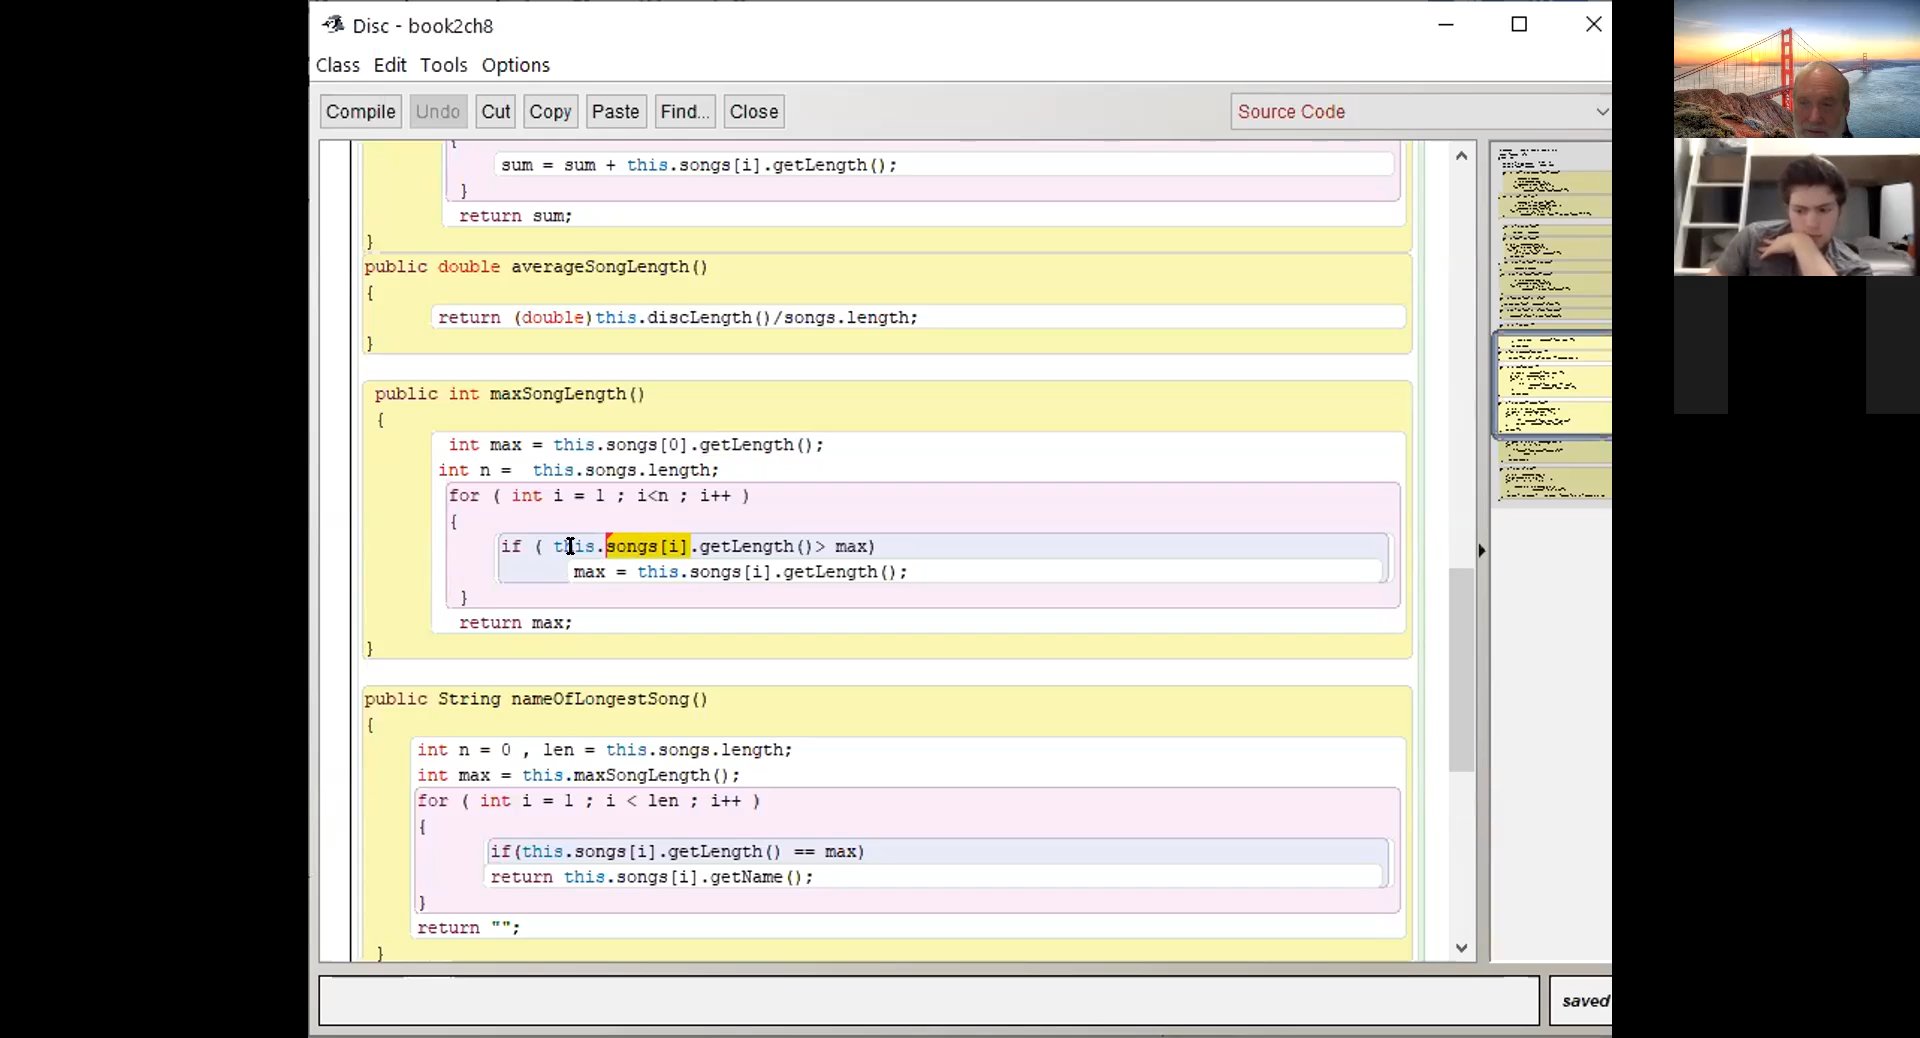 Disc - book2ch8
Class Edit Tools Options
Compile Undo Cut Copy Paste Find... Close Source Code
{
sum = sum + this.songs[i].getLength();
}
return sum;
}
public double averageSongLength()
{
return (double)this.discLength()/songs.length;
}
public int maxSongLength()
{
int max = this.songs[0].getLength();
int n =  this.songs.length;
for ( int i = 1 ; i<n ; i++ )
{
if ( this.songs[i].getLength()> max)
max = this.songs[i].getLength();
}
return max;
}
public String nameOfLongestSong()
{
int n = 0 , len = this.songs.length;
int max = this.maxSongLength();
for ( int i = 1 ; i < len ; i++ )
{
if(this.songs[i].getLength() == max)
return this.songs[i].getName();
}
return "";
}
saved